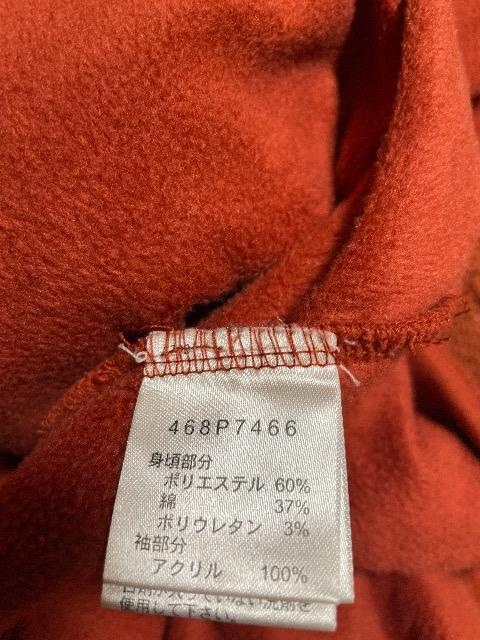 468P7466
身頃部分
ポリエステル 60%
綿 37%
ポリウレタン 3%
袖部分
アクリル 100%
使用して下さい。